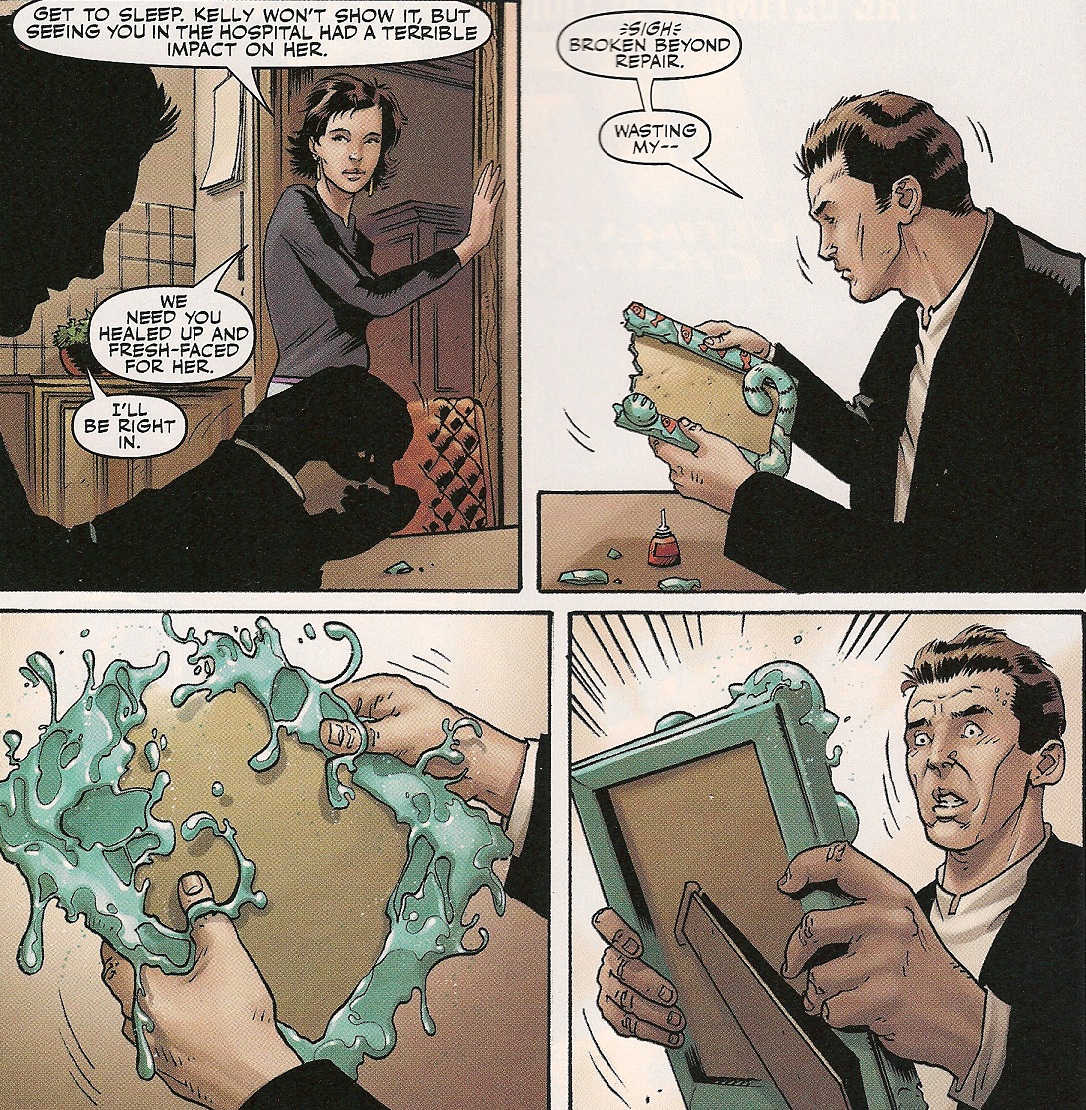 GET TO SLEEP. KELLY WON'T SHOW IT, BUT
SEEING YOU IN THE HOSPITAL HAD A TERRIBLE
IMPACT ON HER.
WE
NEED YOU
HEALED UP AND
FRESH-FACED
FOR HER.
I'LL
BE RIGHT
IN.
SIGH
BROKEN BEYOND
REPAIR.
WASTING
MY--